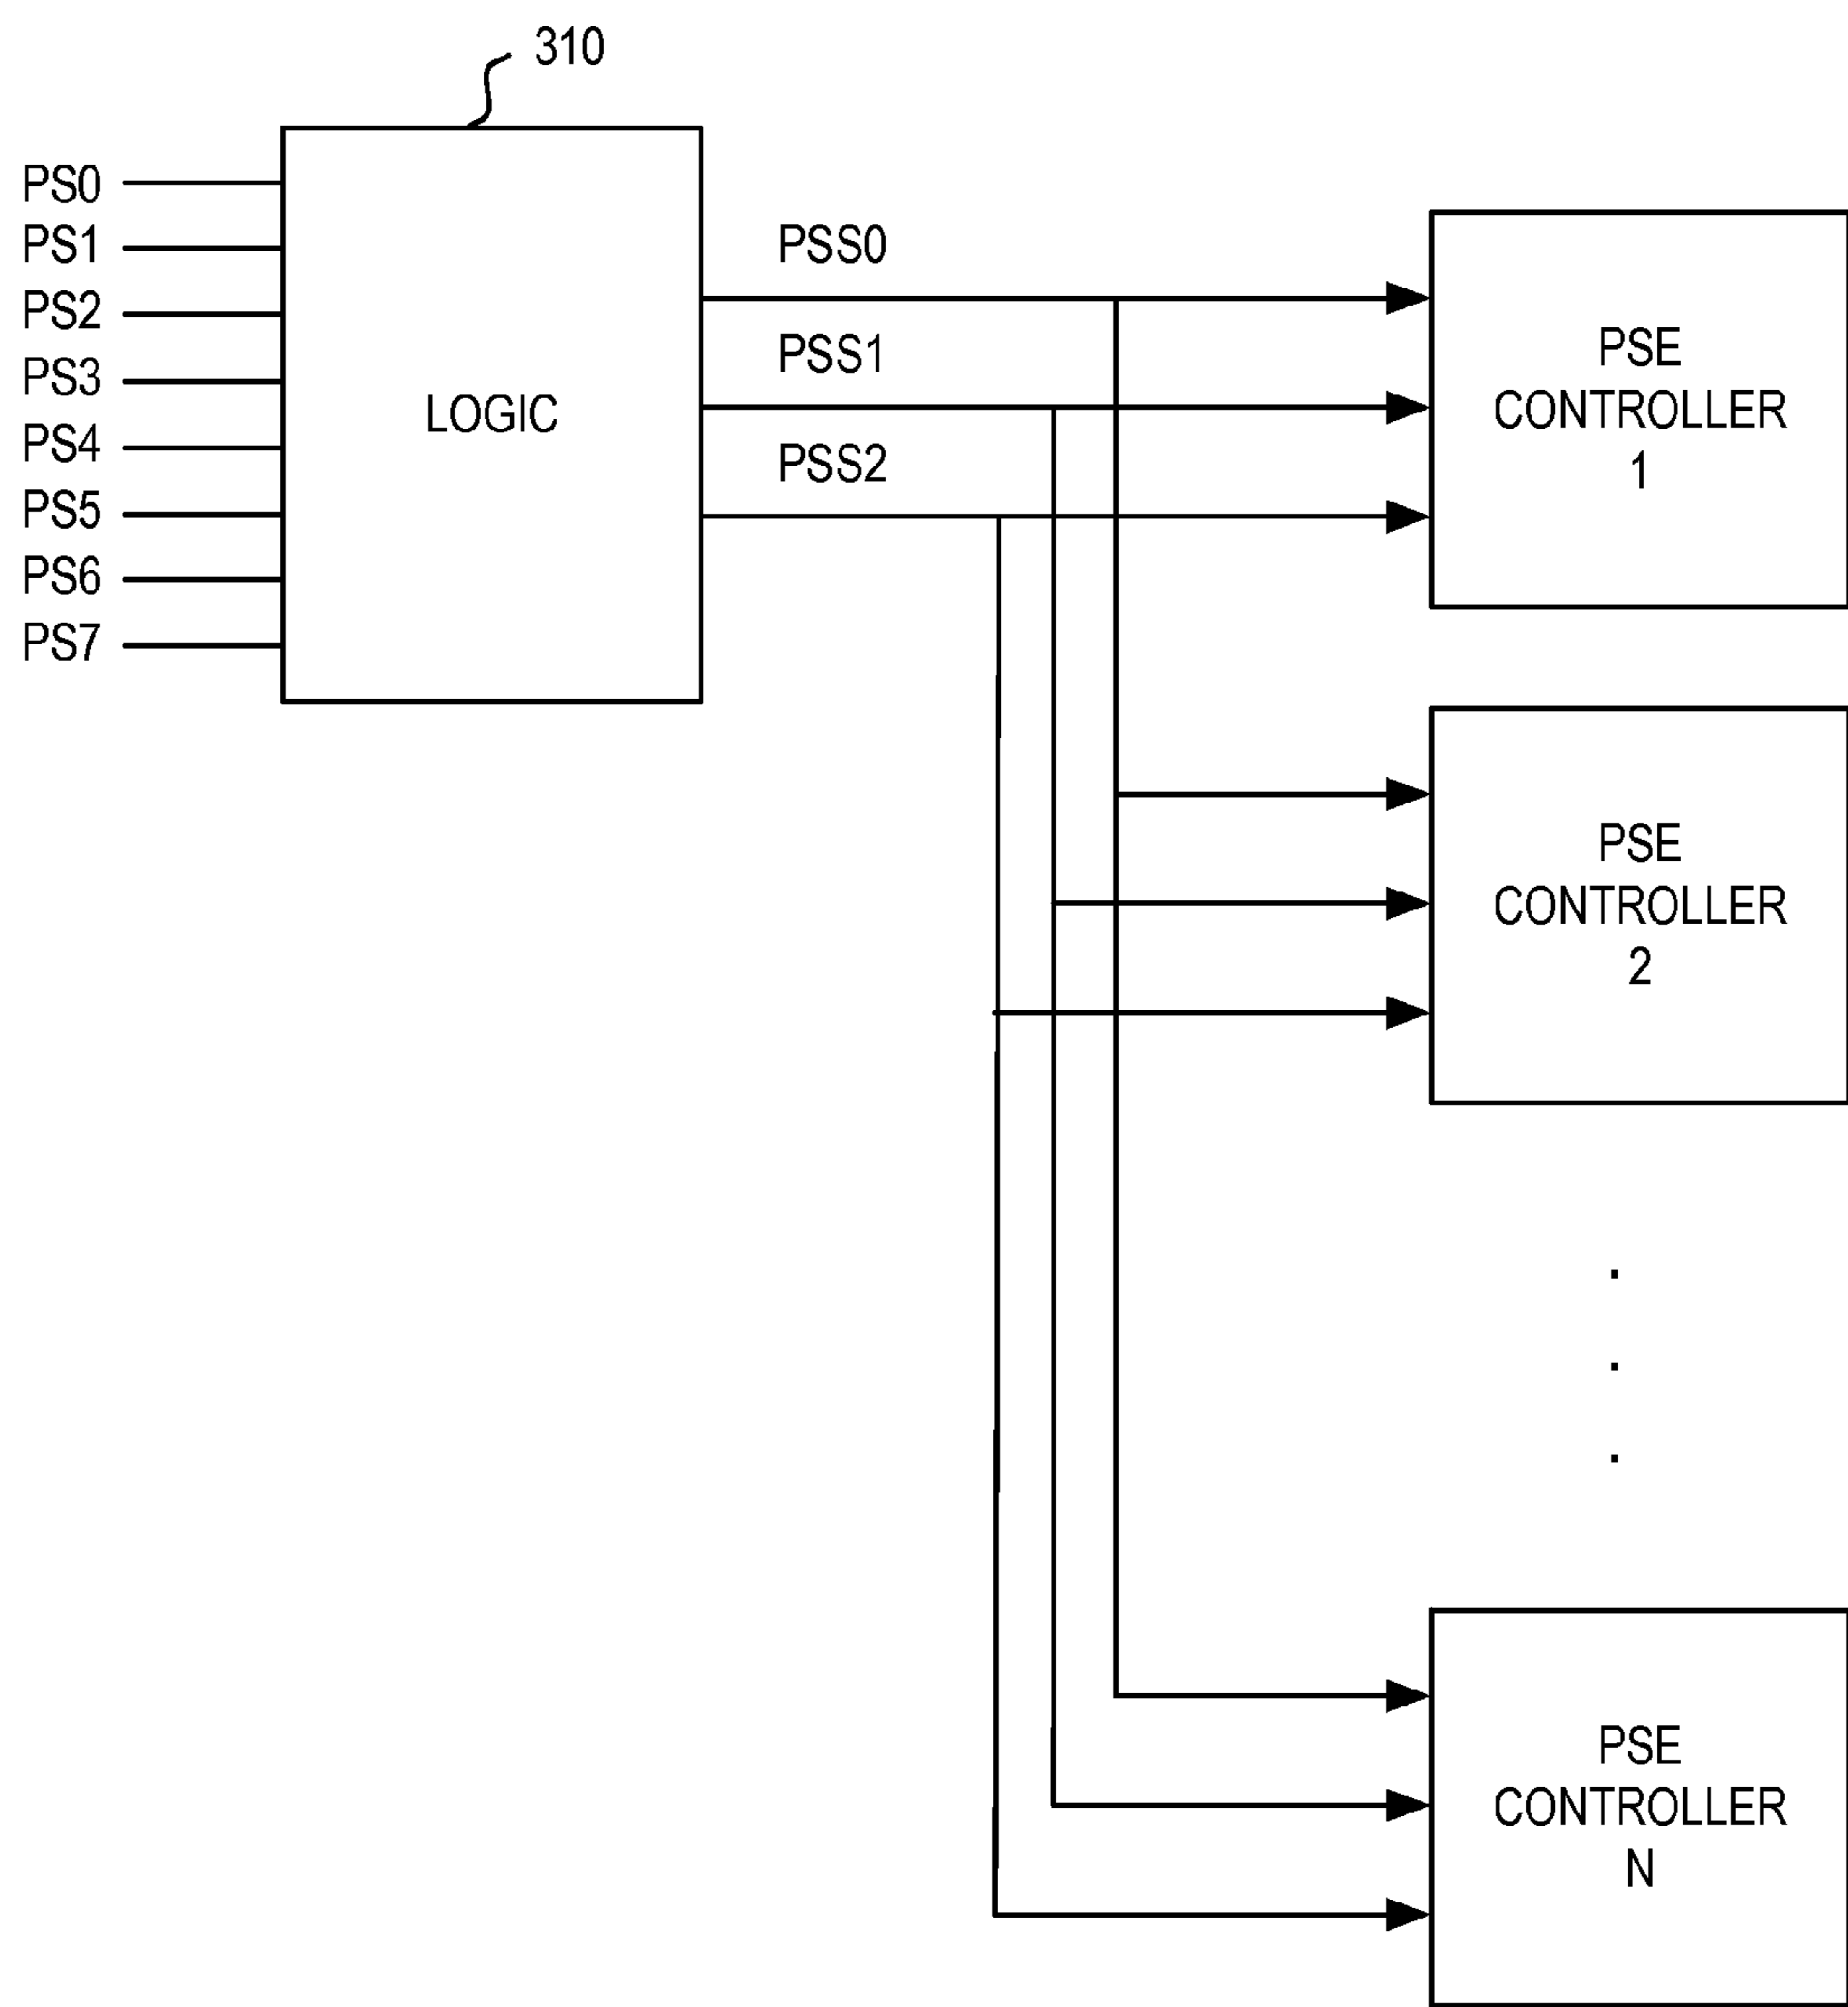 310
PS0
PS1
PS2
PS3
PS4
PS5
PS6
PS7
LOGIC
PSS0
PSS1
PSS2
PSE
CONTROLLER
1
PSE
CONTROLLER
2
PSE
CONTROLLER
N